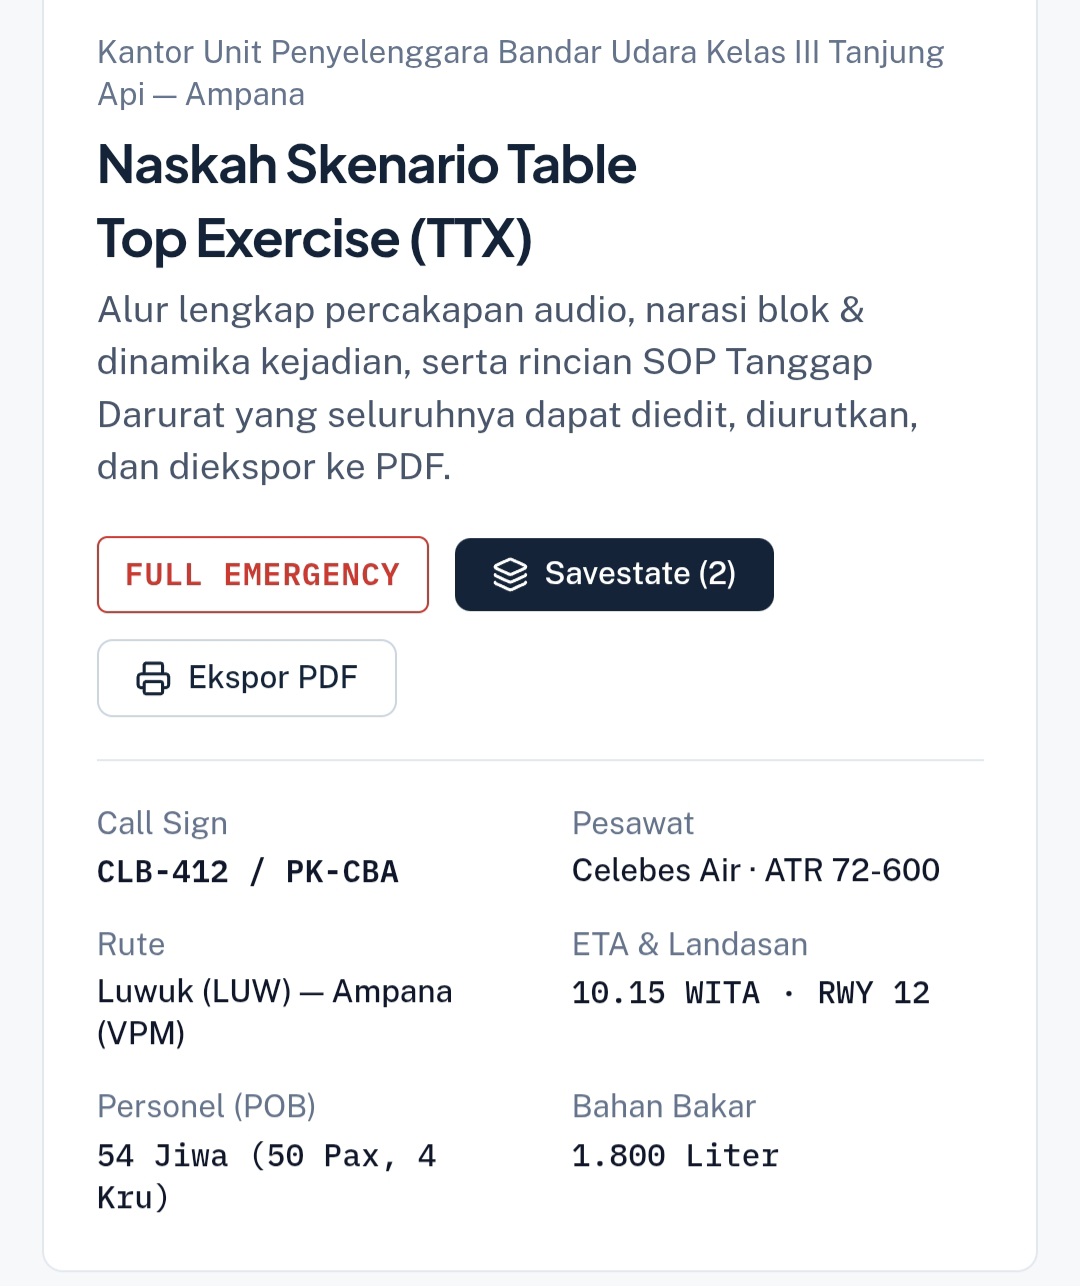 Kantor Unit Penyelenggara Bandar Udara Kelas III Tanjung
Api — Ampana
Naskah Skenario Table
Top Exercise (TTX)
Alur lengkap percakapan audio, narasi blok &
dinamika kejadian, serta rincian SOP Tanggap
Darurat yang seluruhnya dapat diedit, diurutkan,
dan diekspor ke PDF.
FULL EMERGENCY
Savestate (2)
Ekspor PDF
Call Sign
CLB-412 / PK-CBA
Pesawat
Celebes Air · ATR 72-600
Rute
Luwuk (LUW) — Ampana
(VPM)
ETA & Landasan
10.15 WITA · RWY 12
Personel (POB)
54 Jiwa (50 Pax, 4
Kru)
Bahan Bakar
1.800 Liter